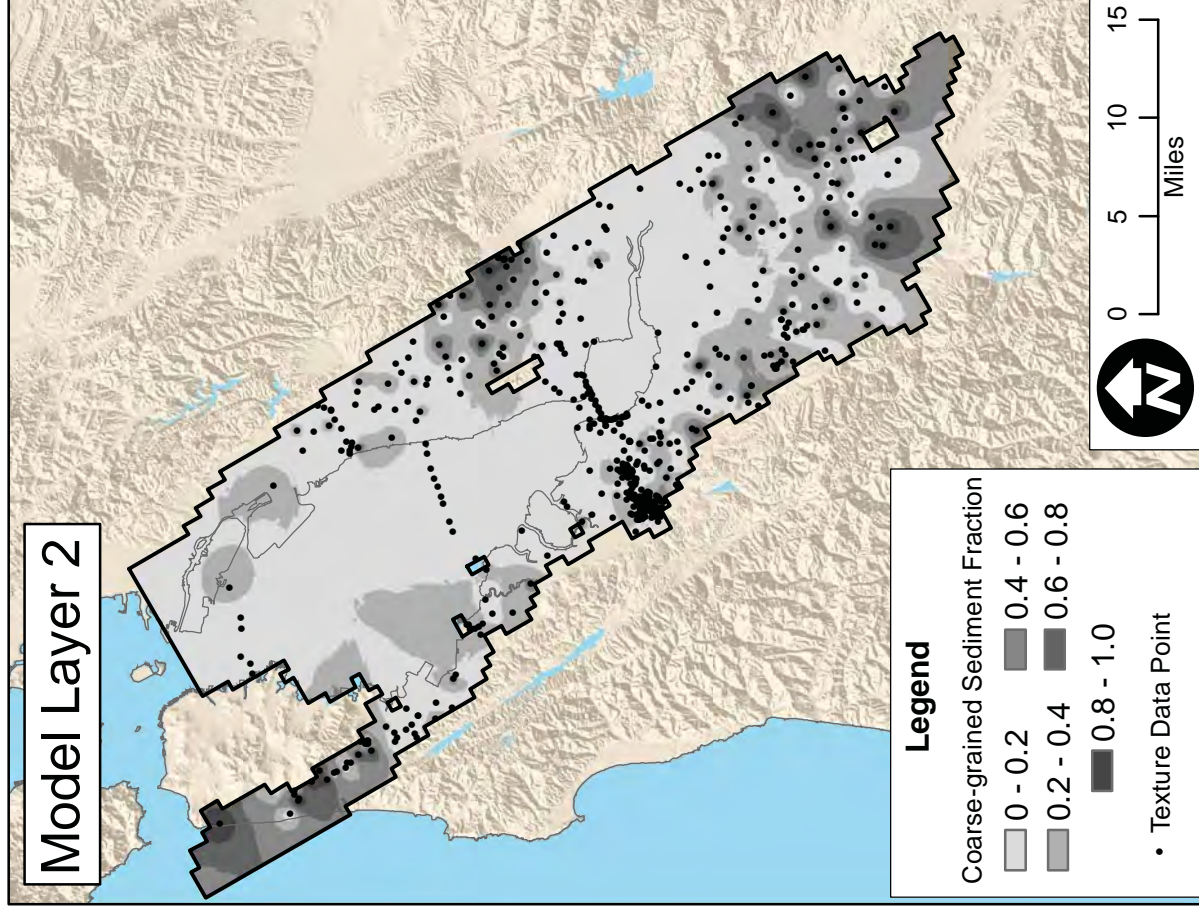 Model Layer 2
Legend
Coarse-grained Sediment Fraction
0 - 0.2
0.4 - 0.6
0.2 - 0.4
0.6 - 0.8
0.8 - 1.0
Texture Data Point
N
0 5 10 15
Miles